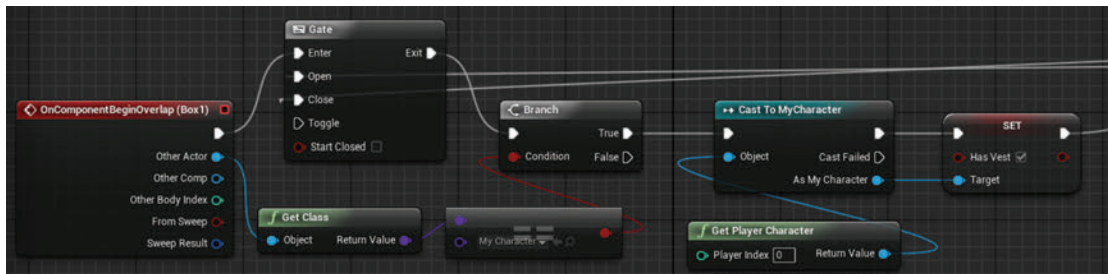 Gate
Enter
Exit
Open
Close
Toggle
Start Closed
OnComponentBeginOverlap (Box1)
Other Actor
Other Comp
Other Body Index
From Sweep
Sweep Result
Get Class
Object
Return Value
==
My Character
Branch
True
Condition
False
Cast To MyCharacter
Object
Cast Failed
As My Character
Get Player Character
Player Index 0
Return Value
SET
Has Vest
Target